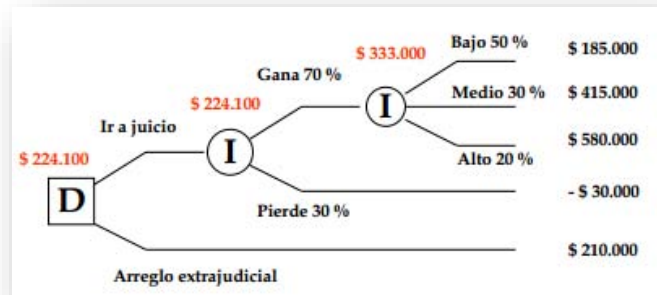 Bajo 50 %
$ 185.000
$ 333.000
Gana 70 %
Medio 30 %
$ 415.000
$ 224.100
I
Ir a juicio
I
$ 580.000
Alto 20 %
$ 224.100
D
- $ 30.000
Pierde 30 %
$ 210.000
Arreglo extrajudicial